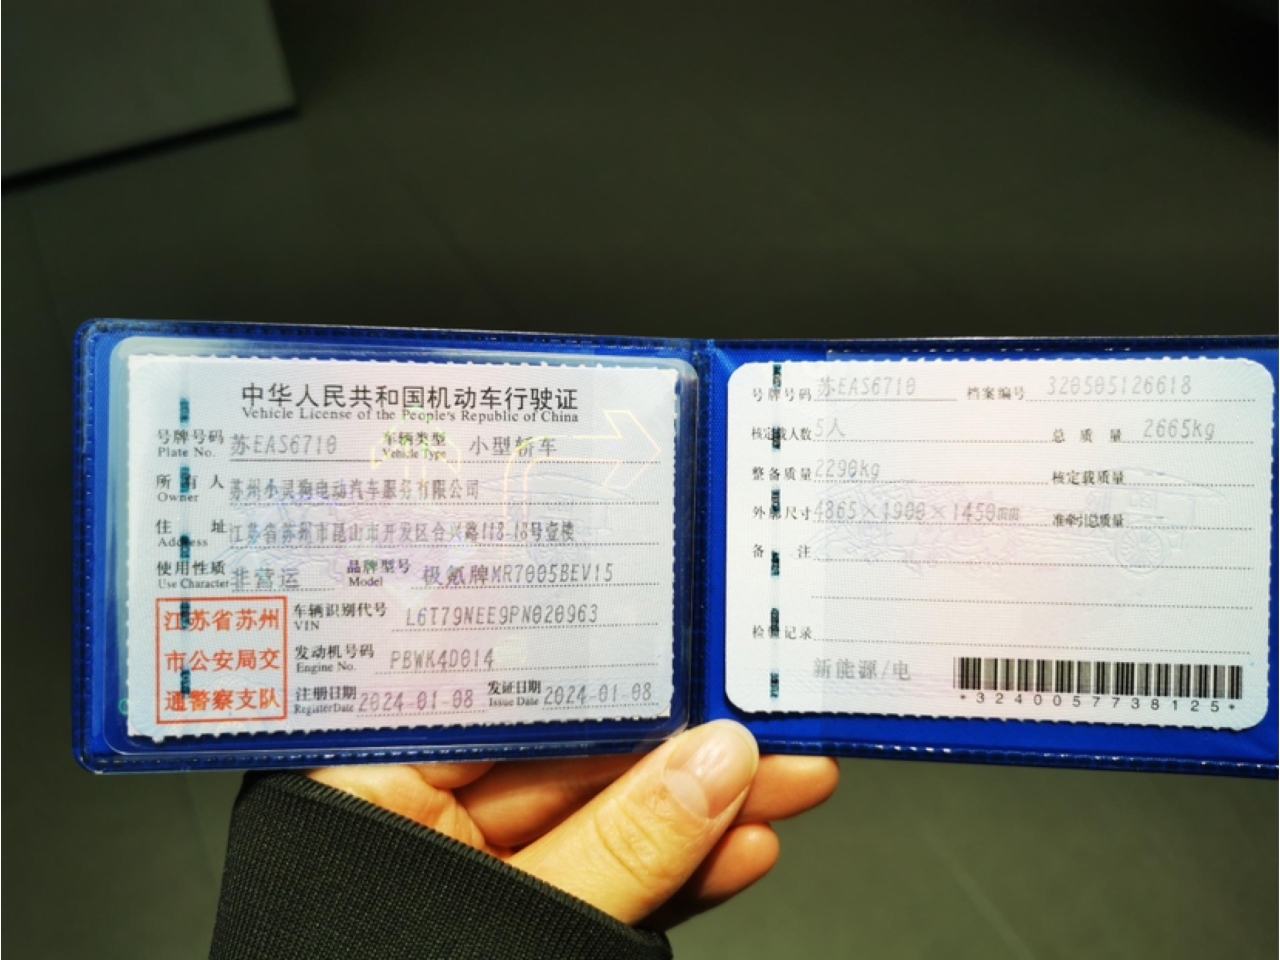 中华人民共和国机动车行驶证
Vehicle License of the People's Republic of China
号牌号码 苏EAS6710 车辆类型 小型轿车
Plate No. Vehicle Type
所有人 苏州小灵狗电动汽车服务有限公司
Owner
住址 江苏省苏州市昆山市开发区合兴路118-18号壹楼
Address
使用性质 非营运 品牌型号 极氪牌MR7005BEV15
Use Character Model
江苏省苏州
市公安局交
通警察支队
车辆识别代号 L6T79NEE9PN020963
VIN
发动机号码 PBWK4D014
Engine No.
注册日期 2024-01-08 发证日期 2024-01-08
Register Date Issue Date
号牌号码 苏EAS6710 档案编号 320505126618
核定载人数 5人 总质量 2665kg
整备质量 2290kg 核定载质量
外廓尺寸 4865×1900×1450mm 准牵引总质量
备注
检验记录
新能源/电
*3240057738125*